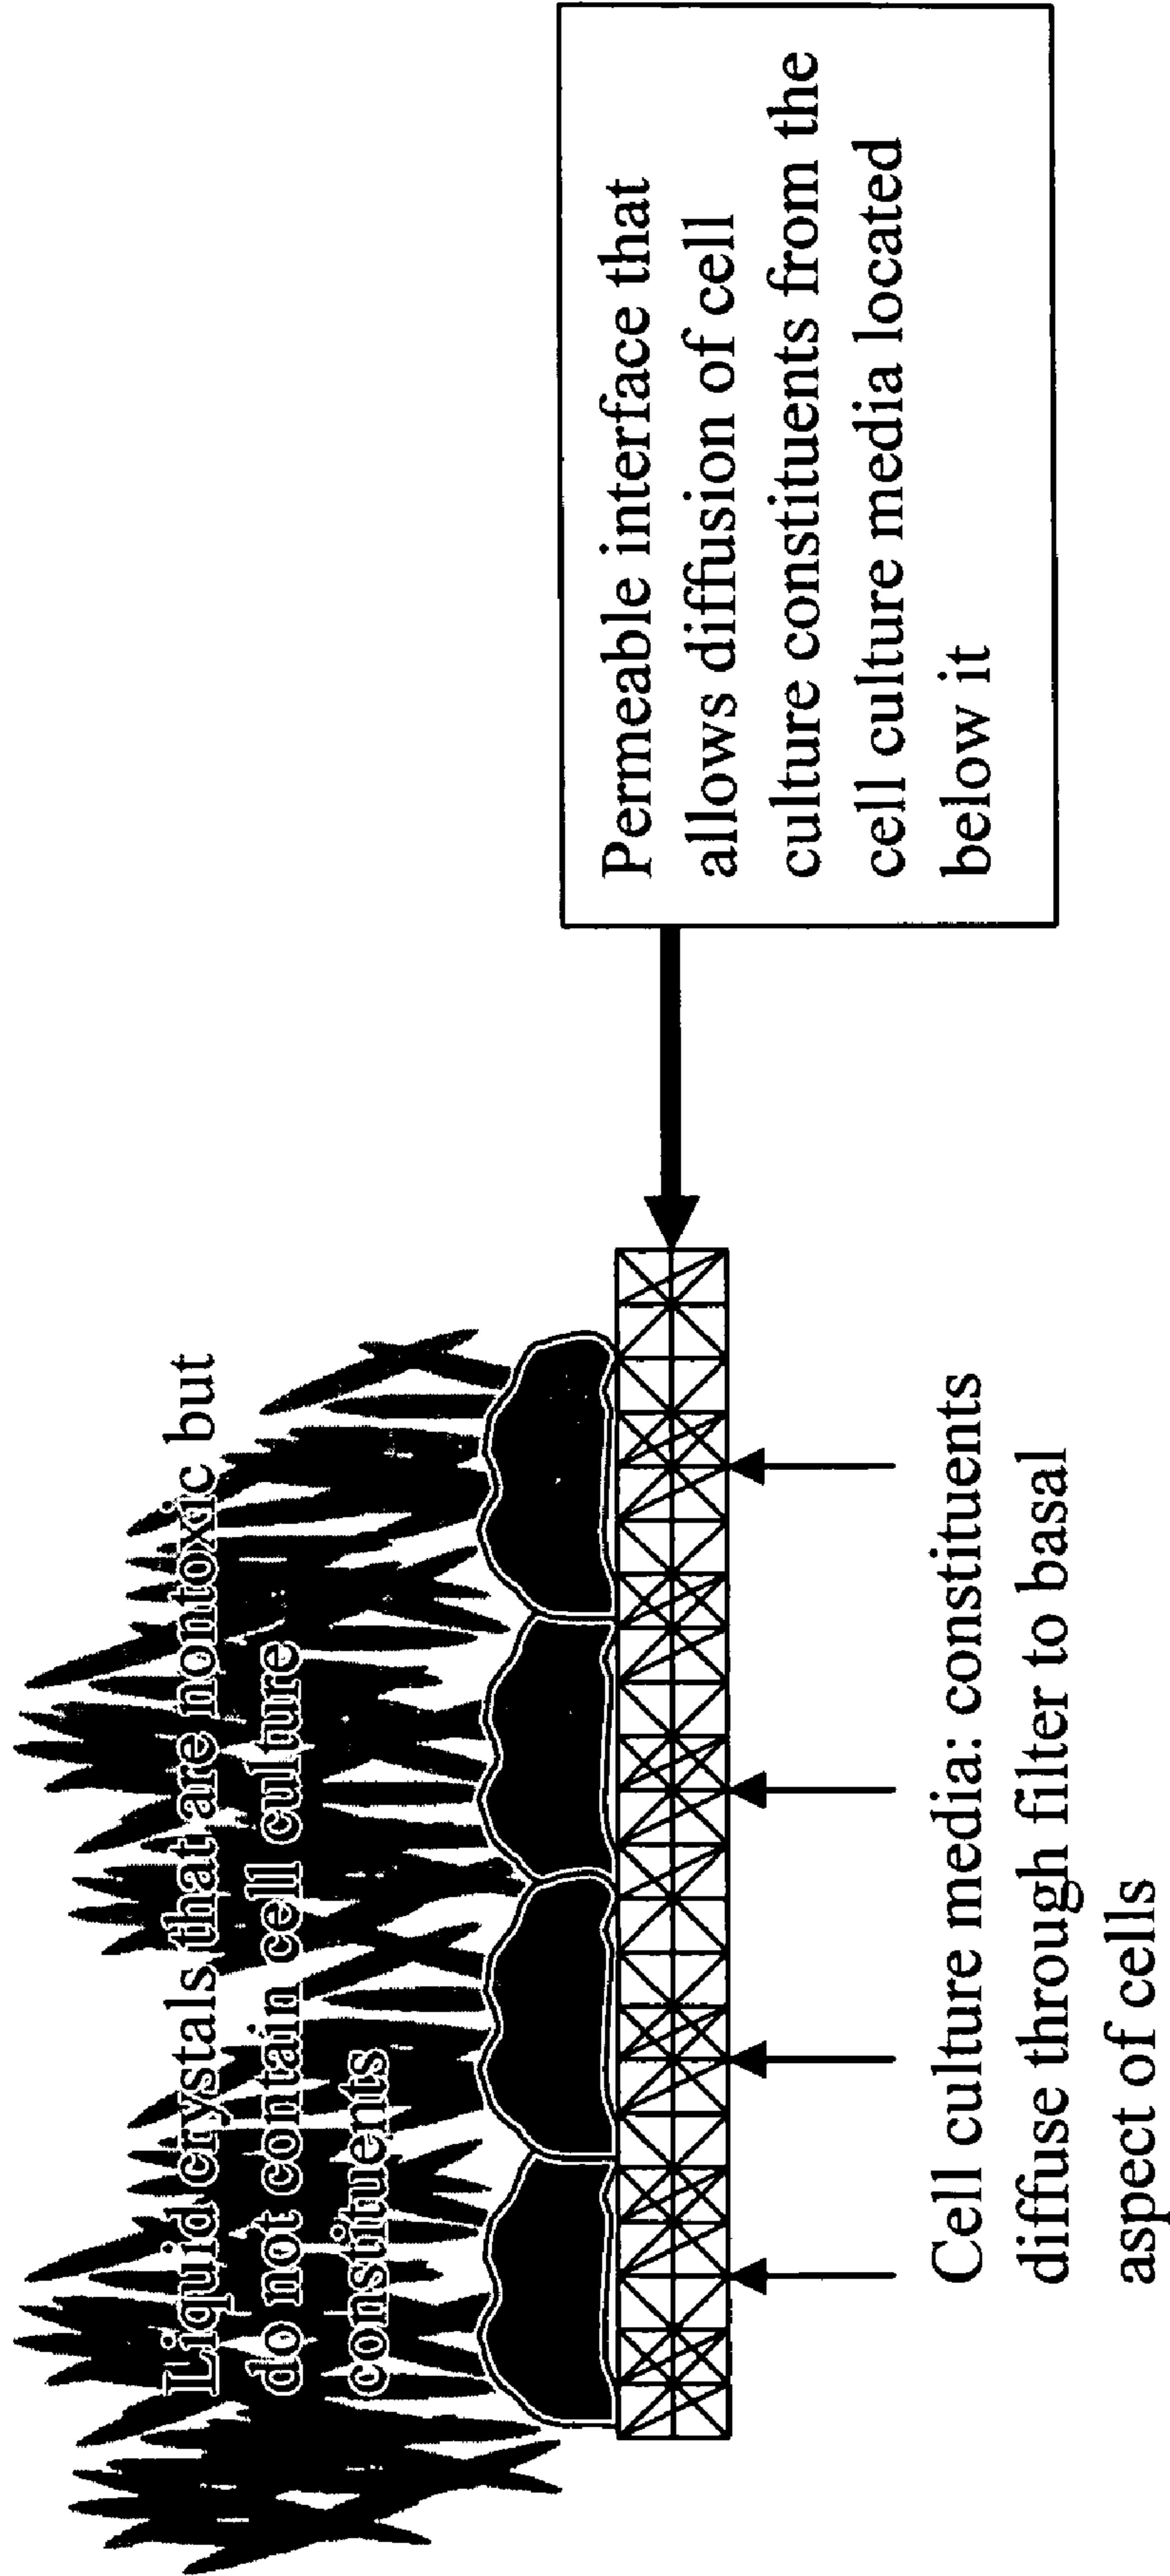 Liquid crystals that are nontoxic but
do not contain cell culture
constituents
Permeable interface that
allows diffusion of cell
culture constituents from the
cell culture media located
below it
Cell culture media: constituents
diffuse through filter to basal
aspect of cells